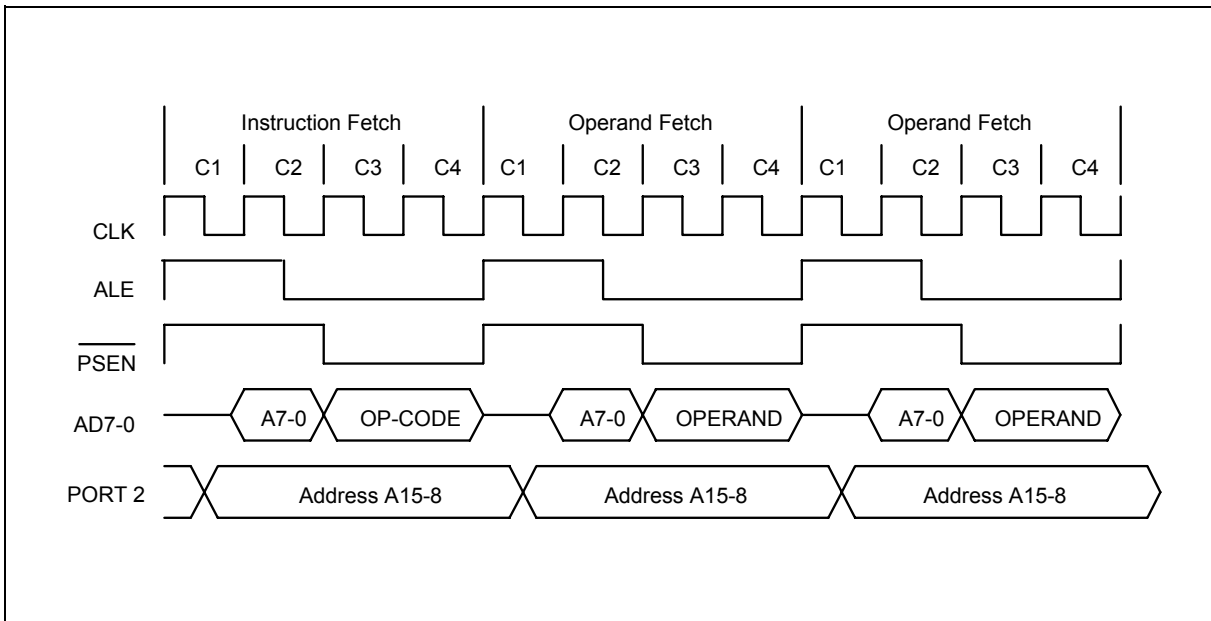 Instruction Fetch Operand Fetch Operand Fetch
C1 C2 C3 C4 C1 C2 C3 C4 C1 C2 C3 C4
CLK
ALE
PSEN
AD7-0 A7-0 OP-CODE A7-0 OPERAND A7-0 OPERAND
PORT 2 Address A15-8 Address A15-8 Address A15-8